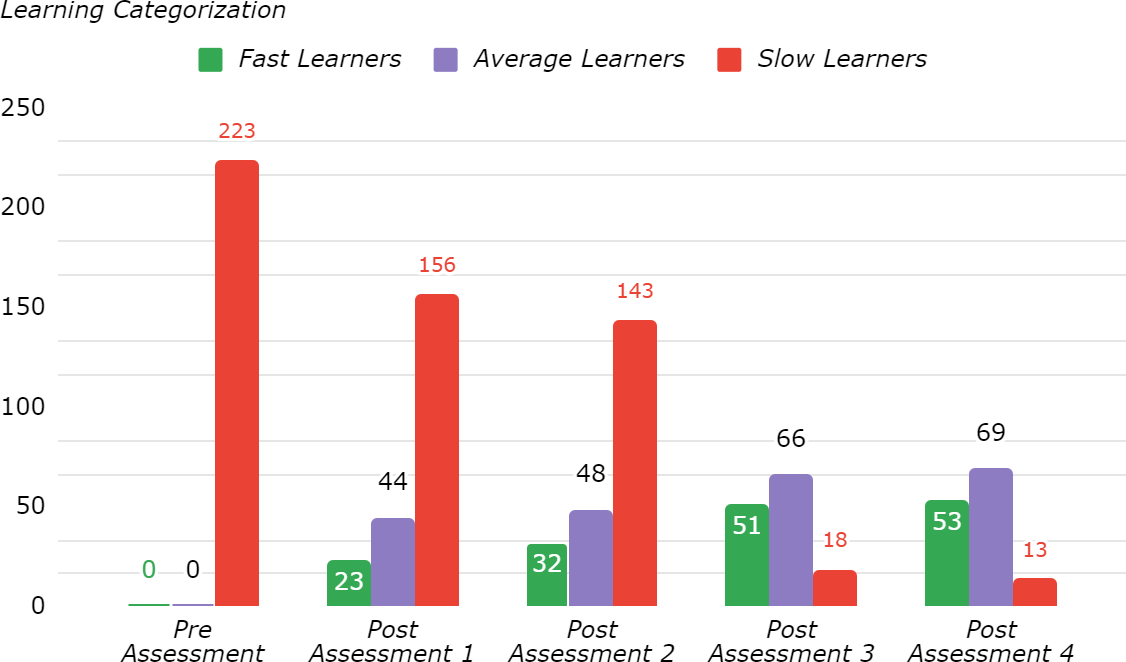 Learning Categorization
Fast Learners Average Learners Slow Learners
250
223
200
156
150
143
100
66
69
44
48
50
51
53
32
23
18
13
0 0
0
Pre Assessment
Post Assessment 1
Post Assessment 2
Post Assessment 3
Post Assessment 4